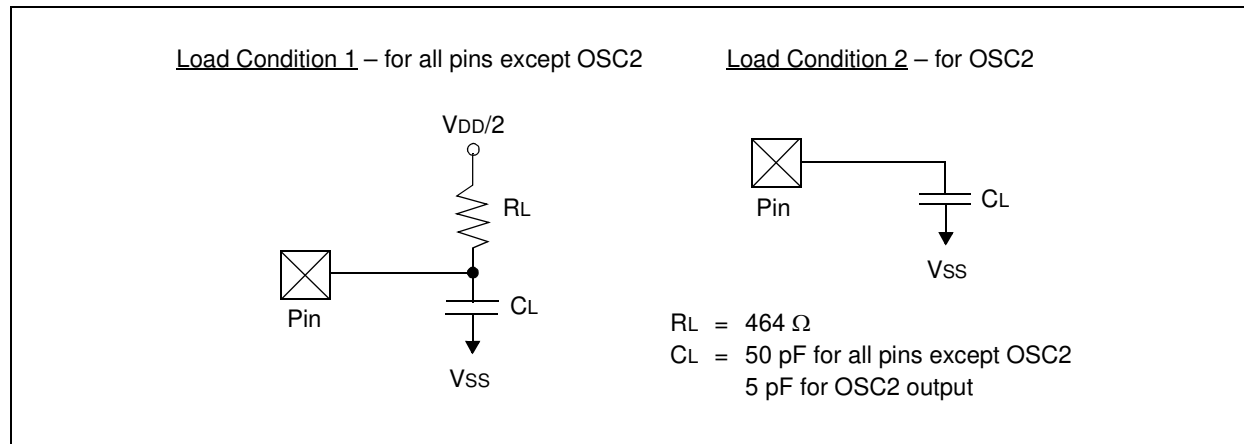 Load Condition 1 – for all pins except OSC2
Load Condition 2 – for OSC2
VDD/2
RL
Pin
CL
VSS
Pin
CL
VSS
RL = 464 Ω
CL = 50 pF for all pins except OSC2
5 pF for OSC2 output